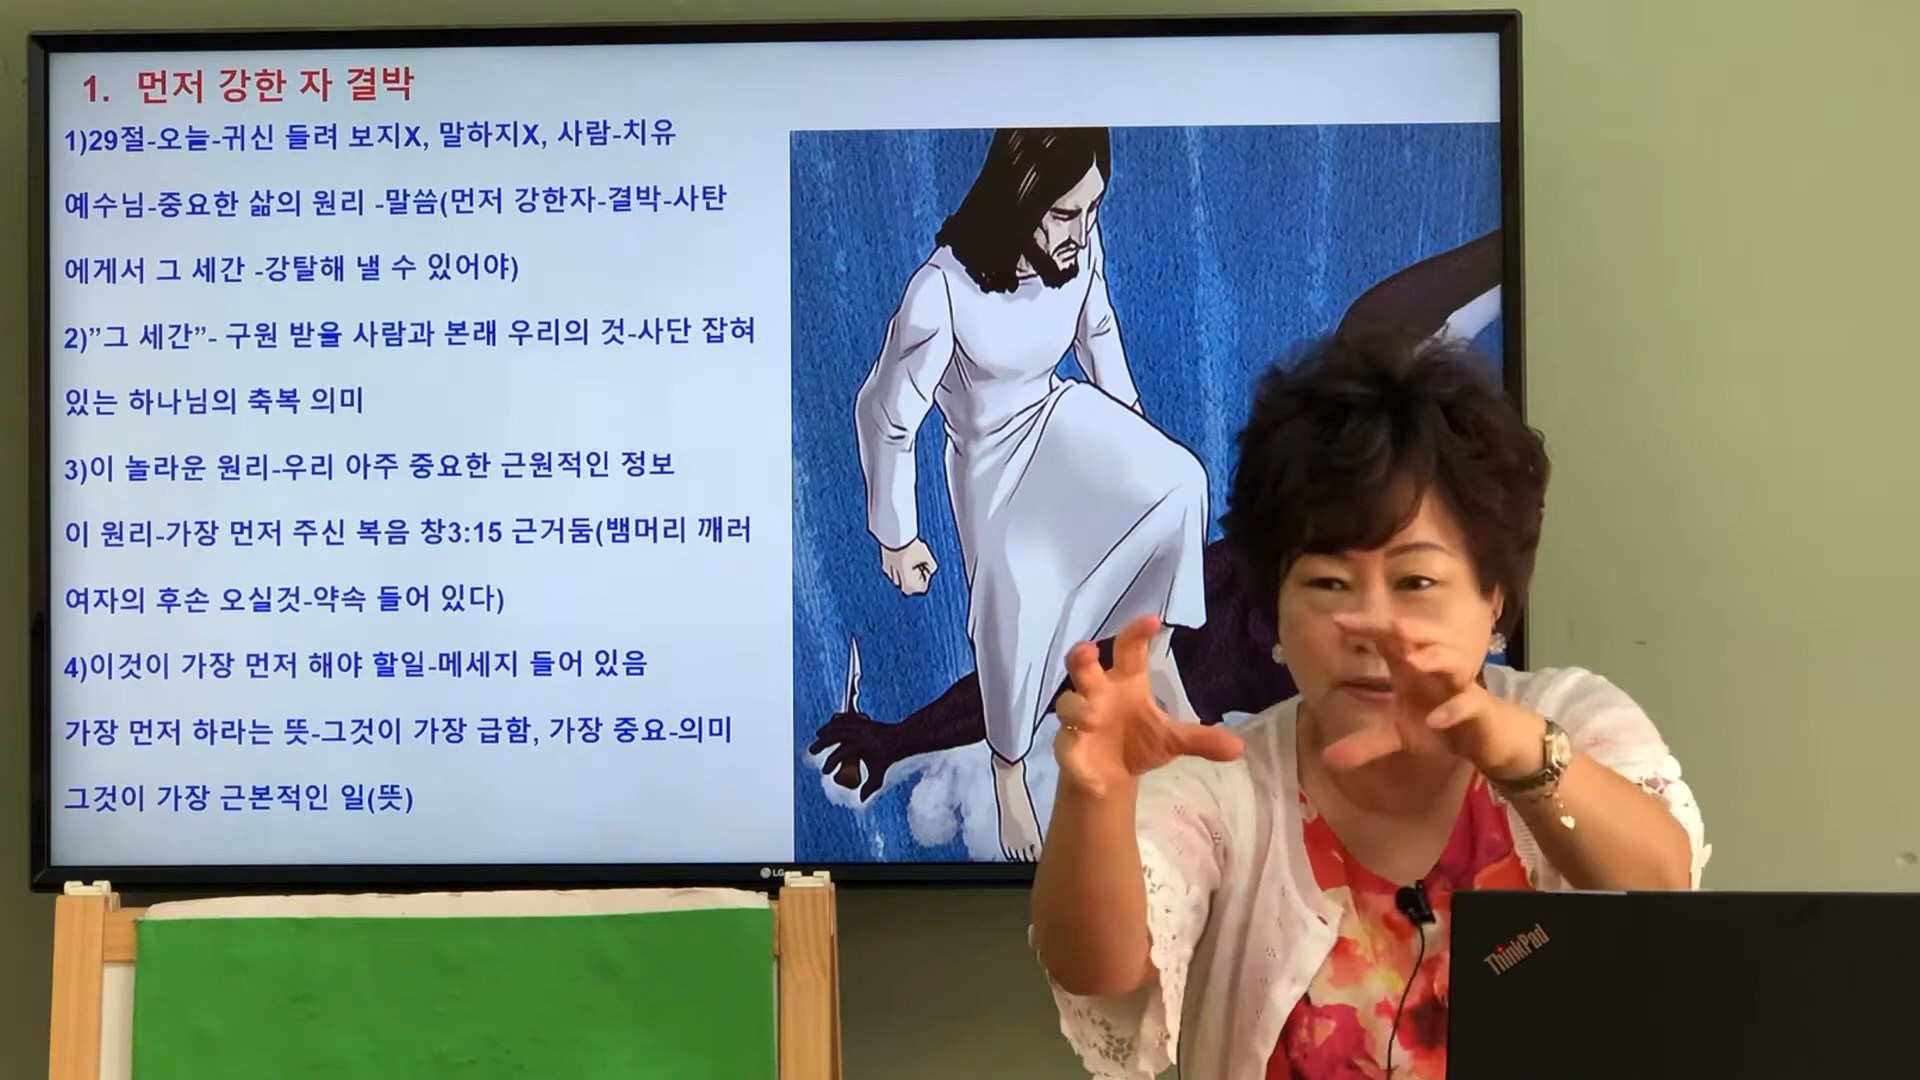 1. 먼저 강한 자 결박
1)29절-오늘-귀신 들려 보지X, 말하지X, 사람-치유
예수님-중요한 삶의 원리 -말씀(먼저 강한자-결박-사탄
에게서 그 세간 -강탈해 낼 수 있어야)
2)”그 세간”- 구원 받을 사람과 본래 우리의 것-사단 잡혀
있는 하나님의 축복 의미
3)이 놀라운 원리-우리 아주 중요한 근원적인 정보
이 원리-가장 먼저 주신 복음 창3:15 근거둠(뱀머리 깨러
여자의 후손 오실것-약속 들어 있다)
4)이것이 가장 먼저 해야 할일-메세지 들어 있음
가장 먼저 하라는 뜻-그것이 가장 급함, 가장 중요-의미
그것이 가장 근본적인 일(뜻)
LG
ThinkPad